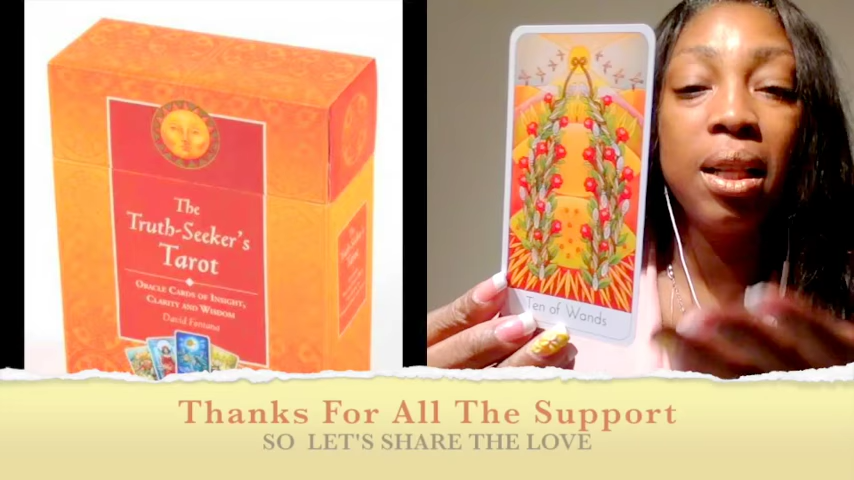 The
Truth-Seeker's
Tarot
Oracle Cards of Insight,
Clarity and Wisdom
David Fontana
Ten of Wands
Thanks For All The Support
SO LET'S SHARE THE LOVE